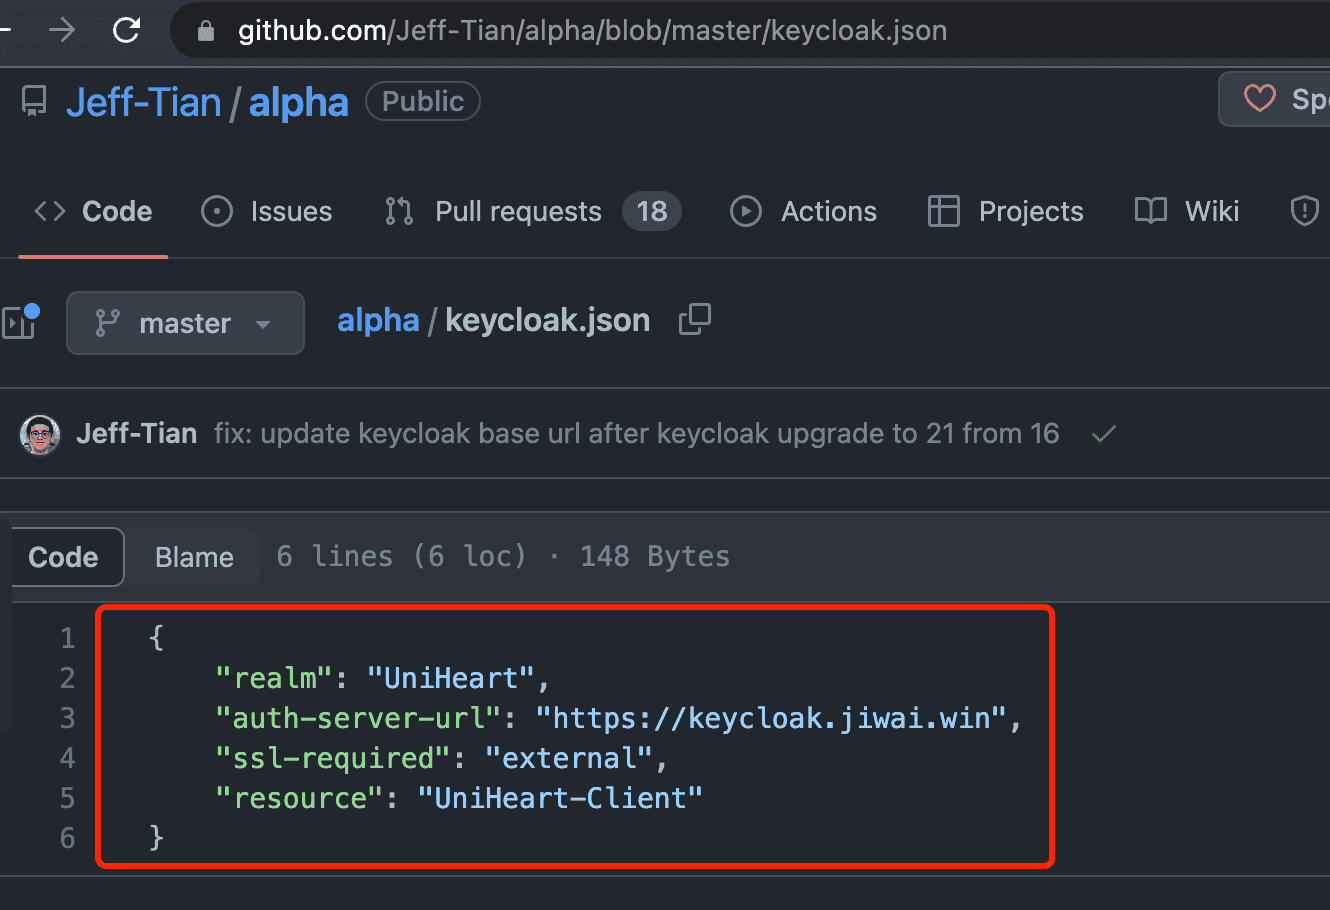 github.com/Jeff-Tian/alpha/blob/master/keycloak.json
Jeff-Tian / alpha Public
Code Issues Pull requests 18 Actions Projects Wiki
master alpha / keycloak.json
Jeff-Tian fix: update keycloak base url after keycloak upgrade to 21 from 16
Code Blame 6 lines (6 loc) · 148 Bytes
1 {
2 "realm": "UniHeart",
3 "auth-server-url": "https://keycloak.jiwai.win",
4 "ssl-required": "external",
5 "resource": "UniHeart-Client"
6 }